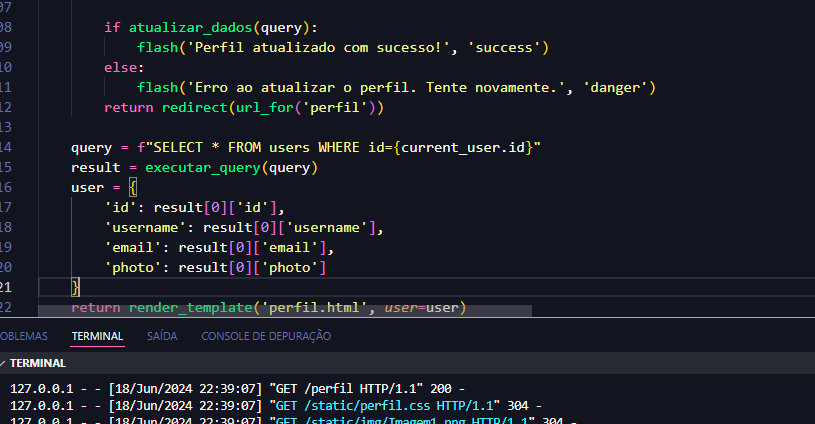 07
08 if atualizar_dados(query):
09 flash('Perfil atualizado com sucesso!', 'success')
10 else:
11 flash('Erro ao atualizar o perfil. Tente novamente.', 'danger')
12 return redirect(url_for('perfil'))
13
14 query = f"SELECT * FROM users WHERE id={current_user.id}"
15 result = executar_query(query)
16 user = {
17 'id': result[0]['id'],
18 'username': result[0]['username'],
19 'email': result[0]['email'],
20 'photo': result[0]['photo']
21 }
22 return render_template('perfil.html', user=user)
OBLEMAS TERMINAL SAÍDA CONSOLE DE DEPURAÇÃO
TERMINAL
127.0.0.1 - - [18/Jun/2024 22:39:07] "GET /perfil HTTP/1.1" 200 -
127.0.0.1 - - [18/Jun/2024 22:39:07] "GET /static/perfil.css HTTP/1.1" 304 -
127.0.0.1 - - [18/Jun/2024 22:39:07] "GET /static/img/Imagem1.png HTTP/1.1" 304 -